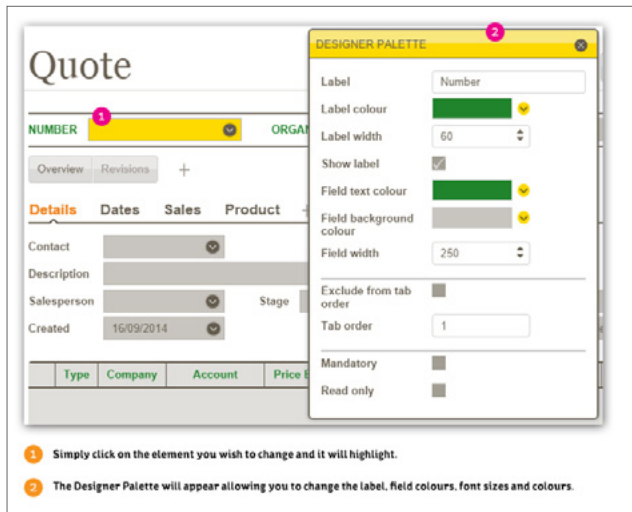 Quote
2
DESIGNER PALETTE
Label Number
Label colour
1
NUMBER
Label width 60
Show label
Overview Revisions +
Field text colour
Field background
colour
Details Dates Sales Product
Field width 250
Contact
Description
Exclude from tab
order
Salesperson Stage
Tab order 1
Created 16/09/2014
Mandatory
Type Company Account Price
Read only
1 Simply click on the element you wish to change and it will highlight.
2 The Designer Palette will appear allowing you to change the label, field colours, font sizes and colours.